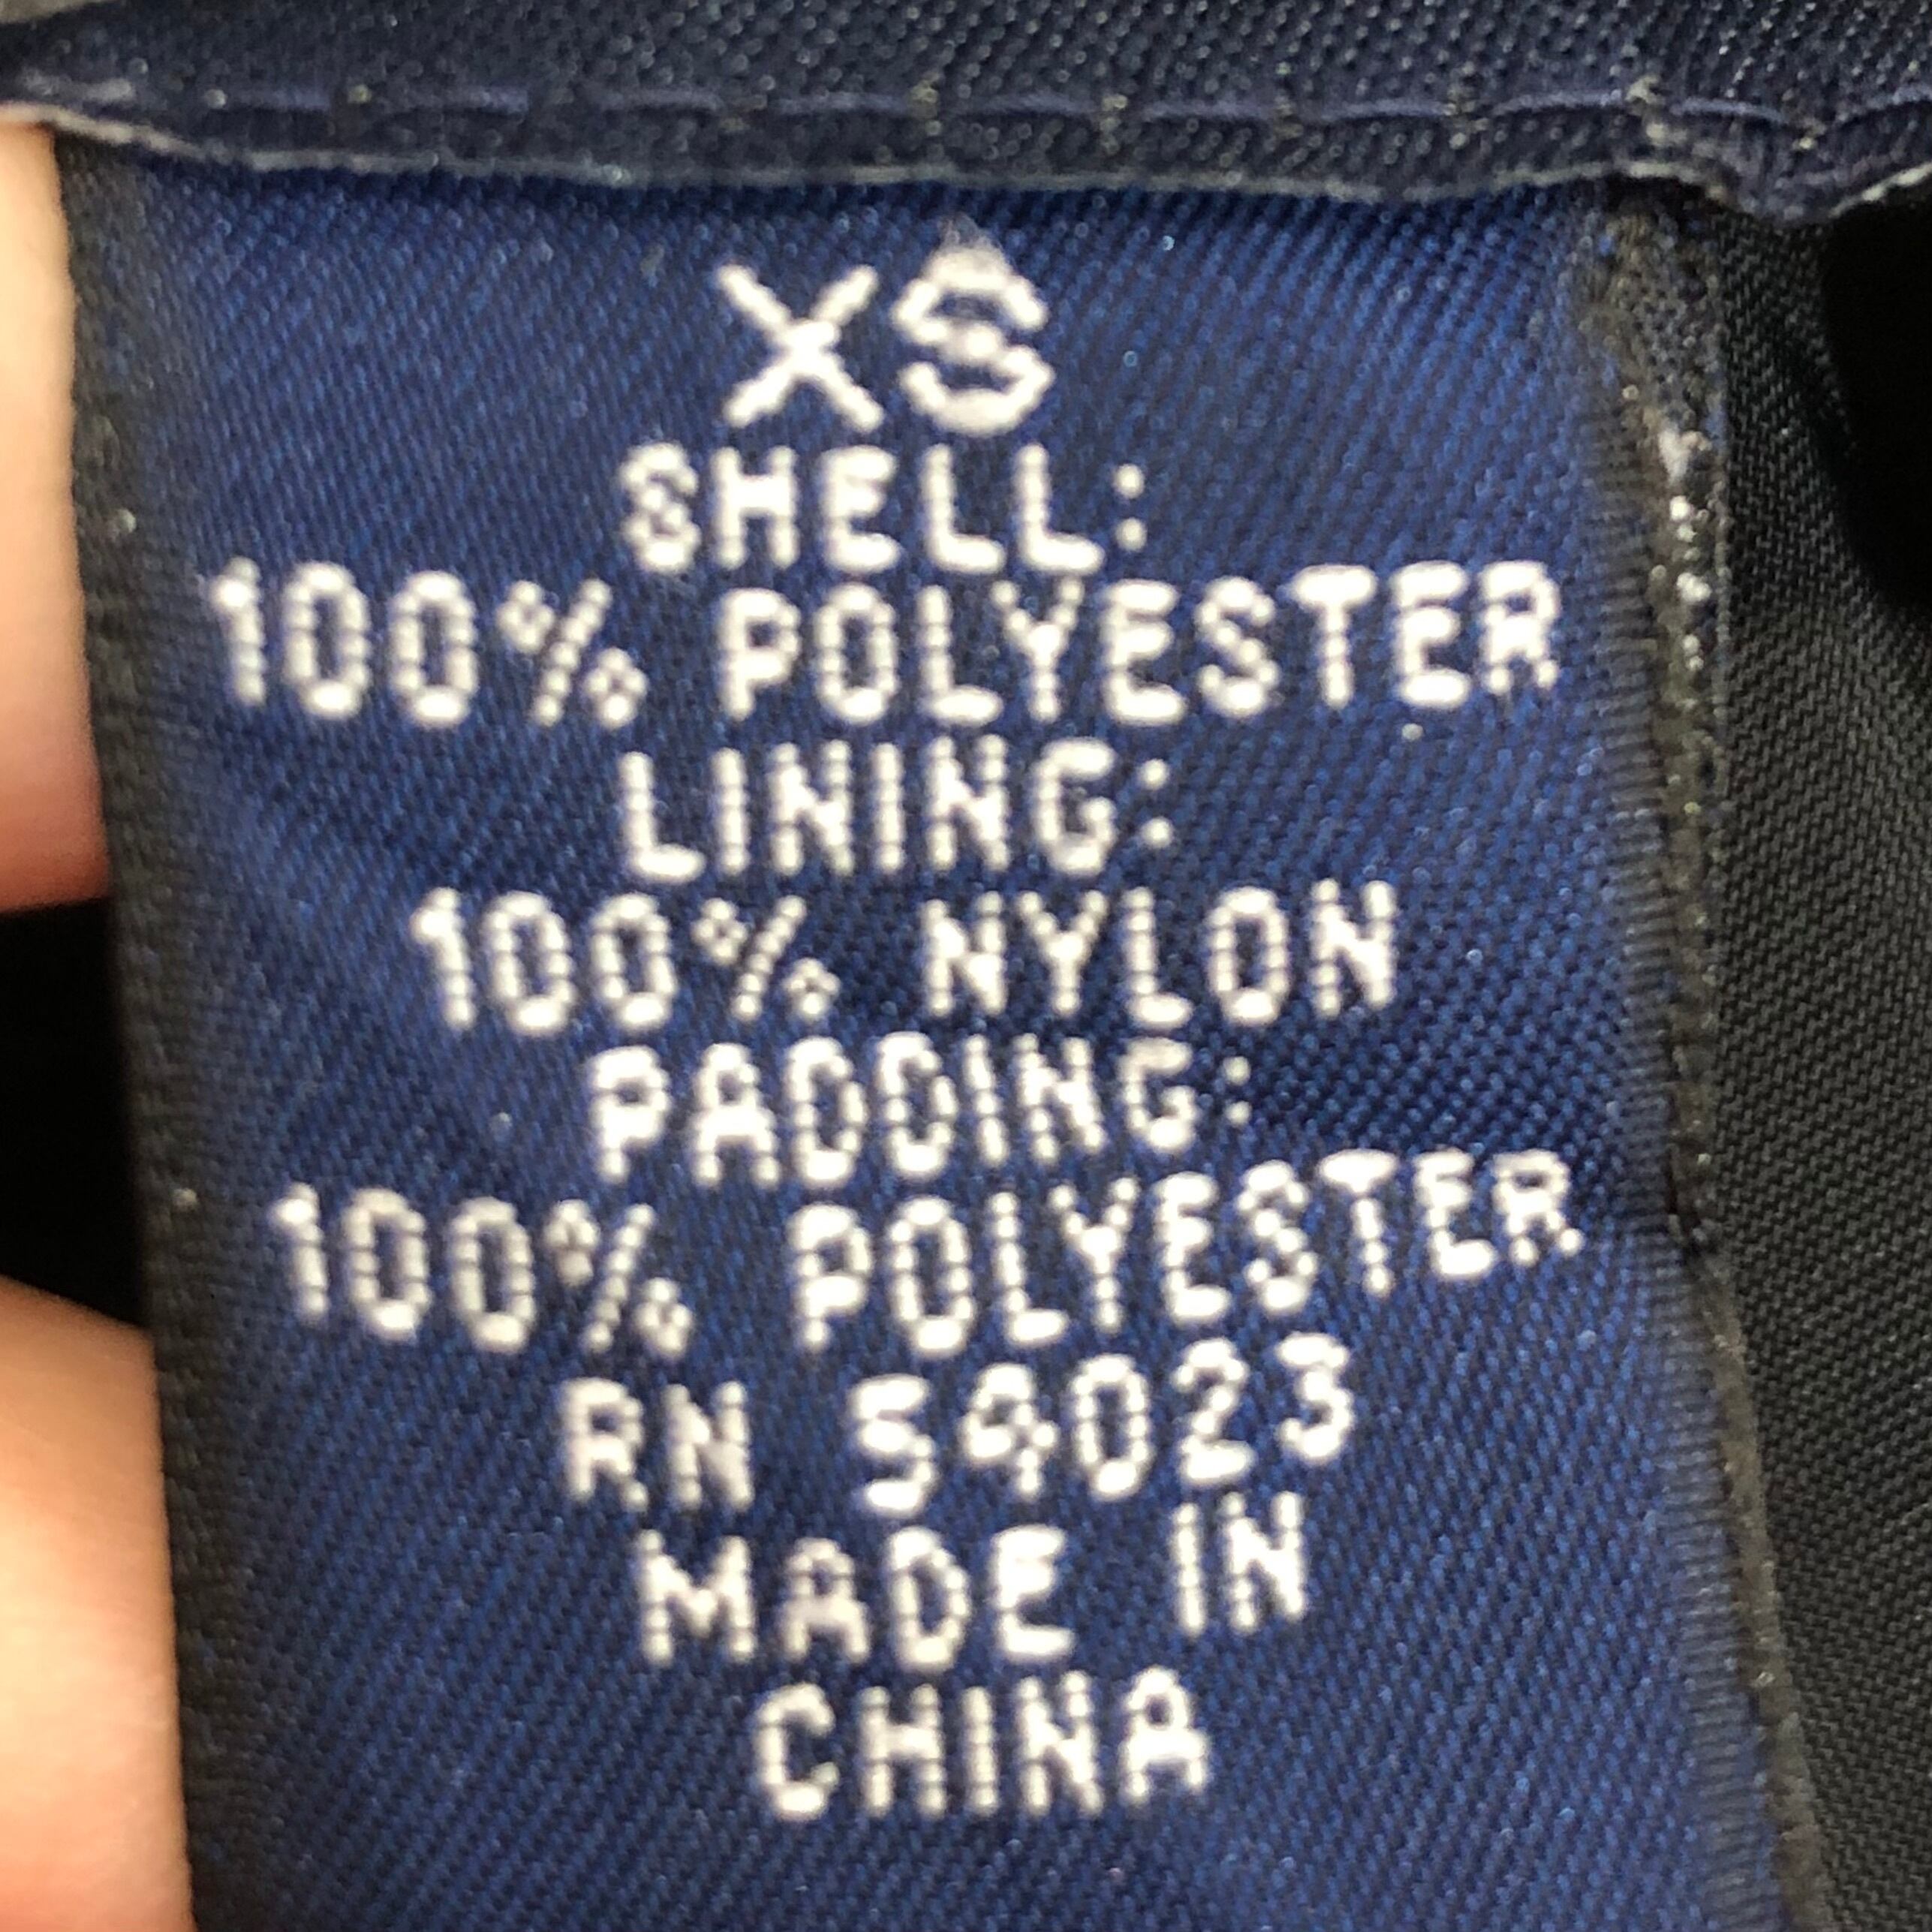 XS
SHELL:
100% POLYESTER
LINING:
100% NYLON
PADDING:
100% POLYESTER
RN 54023
MADE IN
CHINA